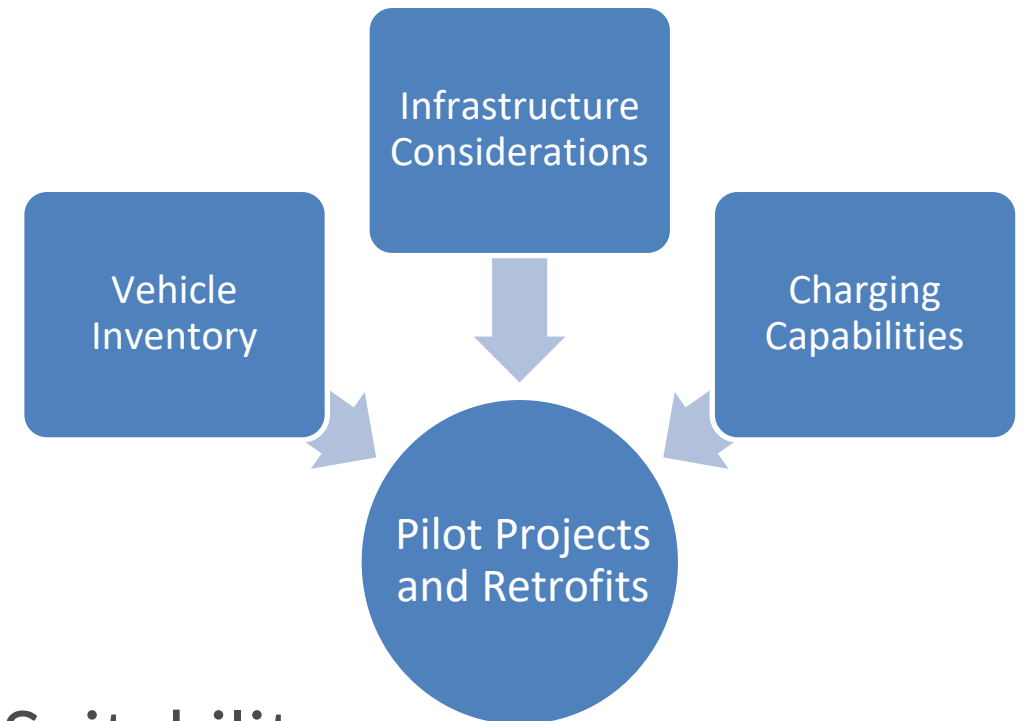 Infrastructure
Considerations
Vehicle
Inventory
Charging
Capabilities
Pilot Projects
and Retrofits